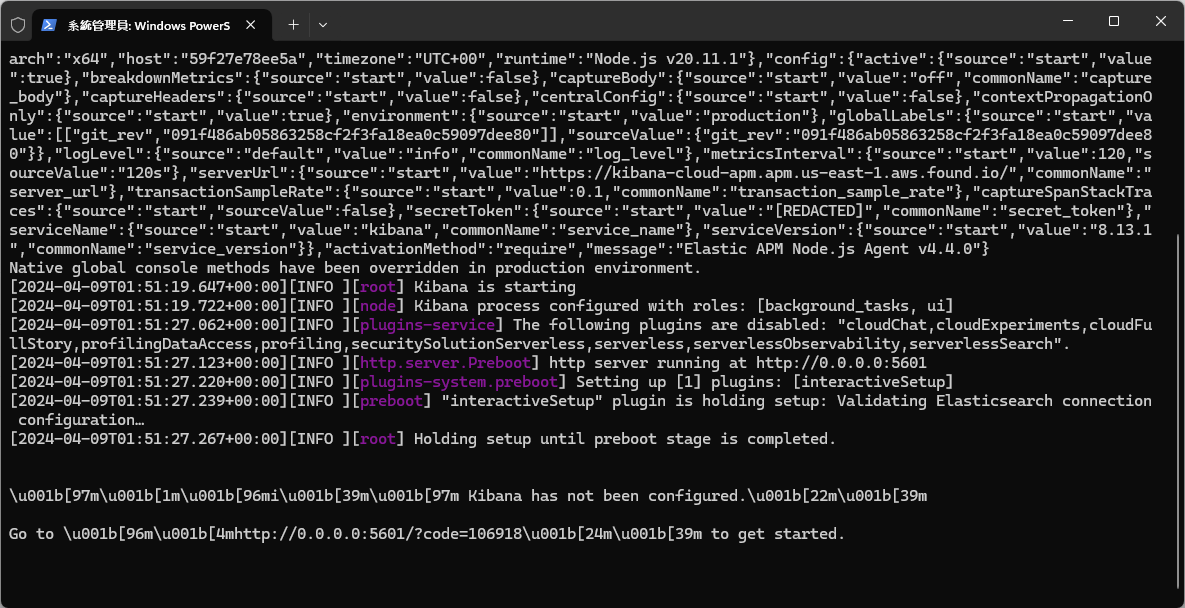 系統管理員: Windows PowerS
arch":"x64","host":"59f27e78ee5a","timezone":"UTC+00","runtime":"Node.js v20.11.1"},"config":{"active":{"source":"start","value
":true},"breakdownMetrics":{"source":"start","value":false},"captureBody":{"source":"start","value":"off","commonName":"capture
_body"},"captureHeaders":{"source":"start","value":false},"centralConfig":{"source":"start","value":false},"contextPropagationO
nly":{"source":"start","value":true},"environment":{"source":"start","value":"production"},"globalLabels":{"source":"start","va
lue":[["git_rev","091f486ab05863258cf2f3fa18ea0c59097dee80"]],"sourceValue":{"git_rev":"091f486ab05863258cf2f3fa18ea0c59097dee8
0"}},"logLevel":{"source":"default","value":"info","commonName":"log_level"},"metricsInterval":{"source":"start","value":120,"s
ourceValue":"120s"},"serverUrl":{"source":"start","value":"https://kibana-cloud-apm.apm.us-east-1.aws.found.io/","commonName":"
server_url"},"transactionSampleRate":{"source":"start","value":0.1,"commonName":"transaction_sample_rate"},"captureSpanStackTra
ces":{"source":"start","sourceValue":false},"secretToken":{"source":"start","value":"[REDACTED]","commonName":"secret_token"},"
serviceName":{"source":"start","value":"kibana","commonName":"service_name"},"serviceVersion":{"source":"start","value":"8.13.1
","commonName":"service_version"}},"activationMethod":"require","message":"Elastic APM Node.js Agent v4.4.0"}
Native global console methods have been overridden in production environment.
[2024-04-09T01:51:19.647+00:00][INFO ][root] Kibana is starting
[2024-04-09T01:51:19.722+00:00][INFO ][node] Kibana process configured with roles: [background_tasks, ui]
[2024-04-09T01:51:27.062+00:00][INFO ][plugins-service] The following plugins are disabled: "cloudChat,cloudExperiments,cloudFu
llStory,profilingDataAccess,profiling,securitySolutionServerless,serverless,serverlessObservability,serverlessSearch".
[2024-04-09T01:51:27.123+00:00][INFO ][http.server.Preboot] http server running at http://0.0.0.0:5601
[2024-04-09T01:51:27.220+00:00][INFO ][plugins-system.preboot] Setting up [1] plugins: [interactiveSetup]
[2024-04-09T01:51:27.239+00:00][INFO ][preboot] "interactiveSetup" plugin is holding setup: Validating Elasticsearch connection
 configuration…
[2024-04-09T01:51:27.267+00:00][INFO ][root] Holding setup until preboot stage is completed.
\u001b[97m\u001b[1m\u001b[96mi\u001b[39m\u001b[97m Kibana has not been configured.\u001b[22m\u001b[39m
Go to \u001b[96m\u001b[4mhttp://0.0.0.0:5601/?code=106918\u001b[24m\u001b[39m to get started.